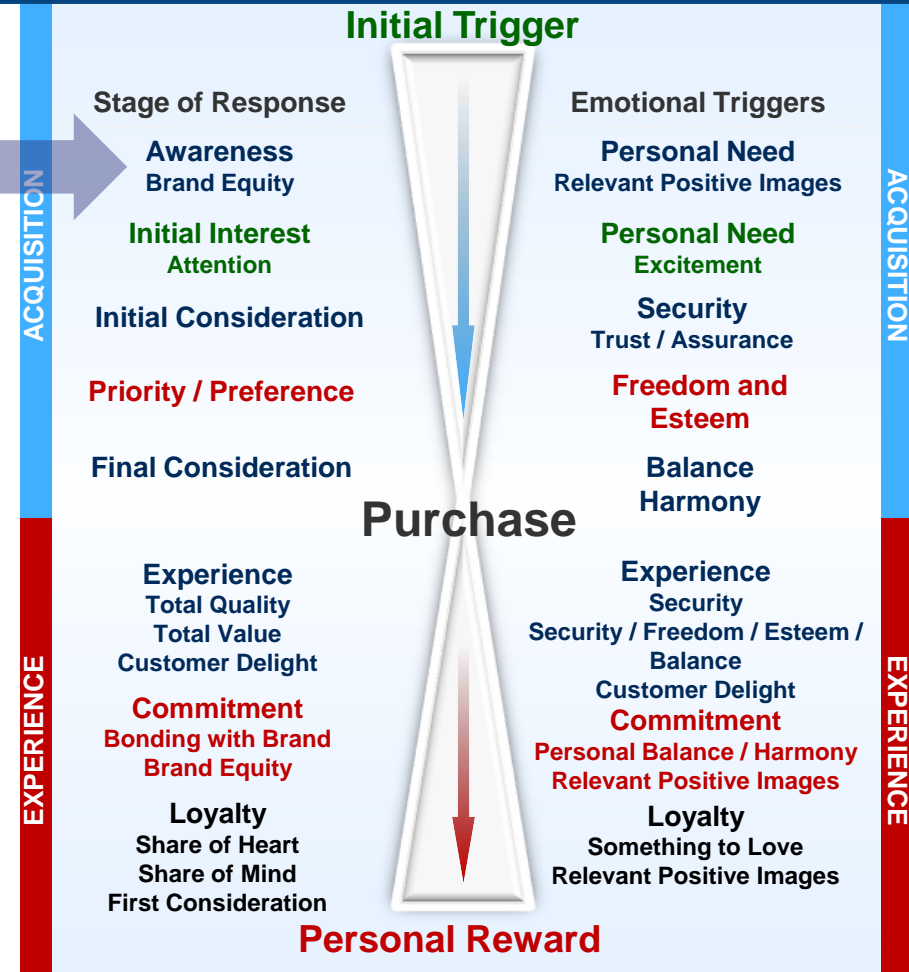 Initial Trigger
Stage of Response
Emotional Triggers
ACQUISITION
ACQUISITION
Awareness
Brand Equity
Personal Need
Relevant Positive Images
Initial Interest
Attention
Personal Need
Excitement
Initial Consideration
Security
Trust / Assurance
Priority / Preference
Freedom and
Esteem
Final Consideration
Balance
Harmony
Purchase
EXPERIENCE
EXPERIENCE
Experience
Total Quality
Total Value
Customer Delight
Experience
Security
Security / Freedom / Esteem /
Balance
Customer Delight
Commitment
Bonding with Brand
Brand Equity
Commitment
Personal Balance / Harmony
Relevant Positive Images
Loyalty
Share of Heart
Share of Mind
First Consideration
Loyalty
Something to Love
Relevant Positive Images
Personal Reward